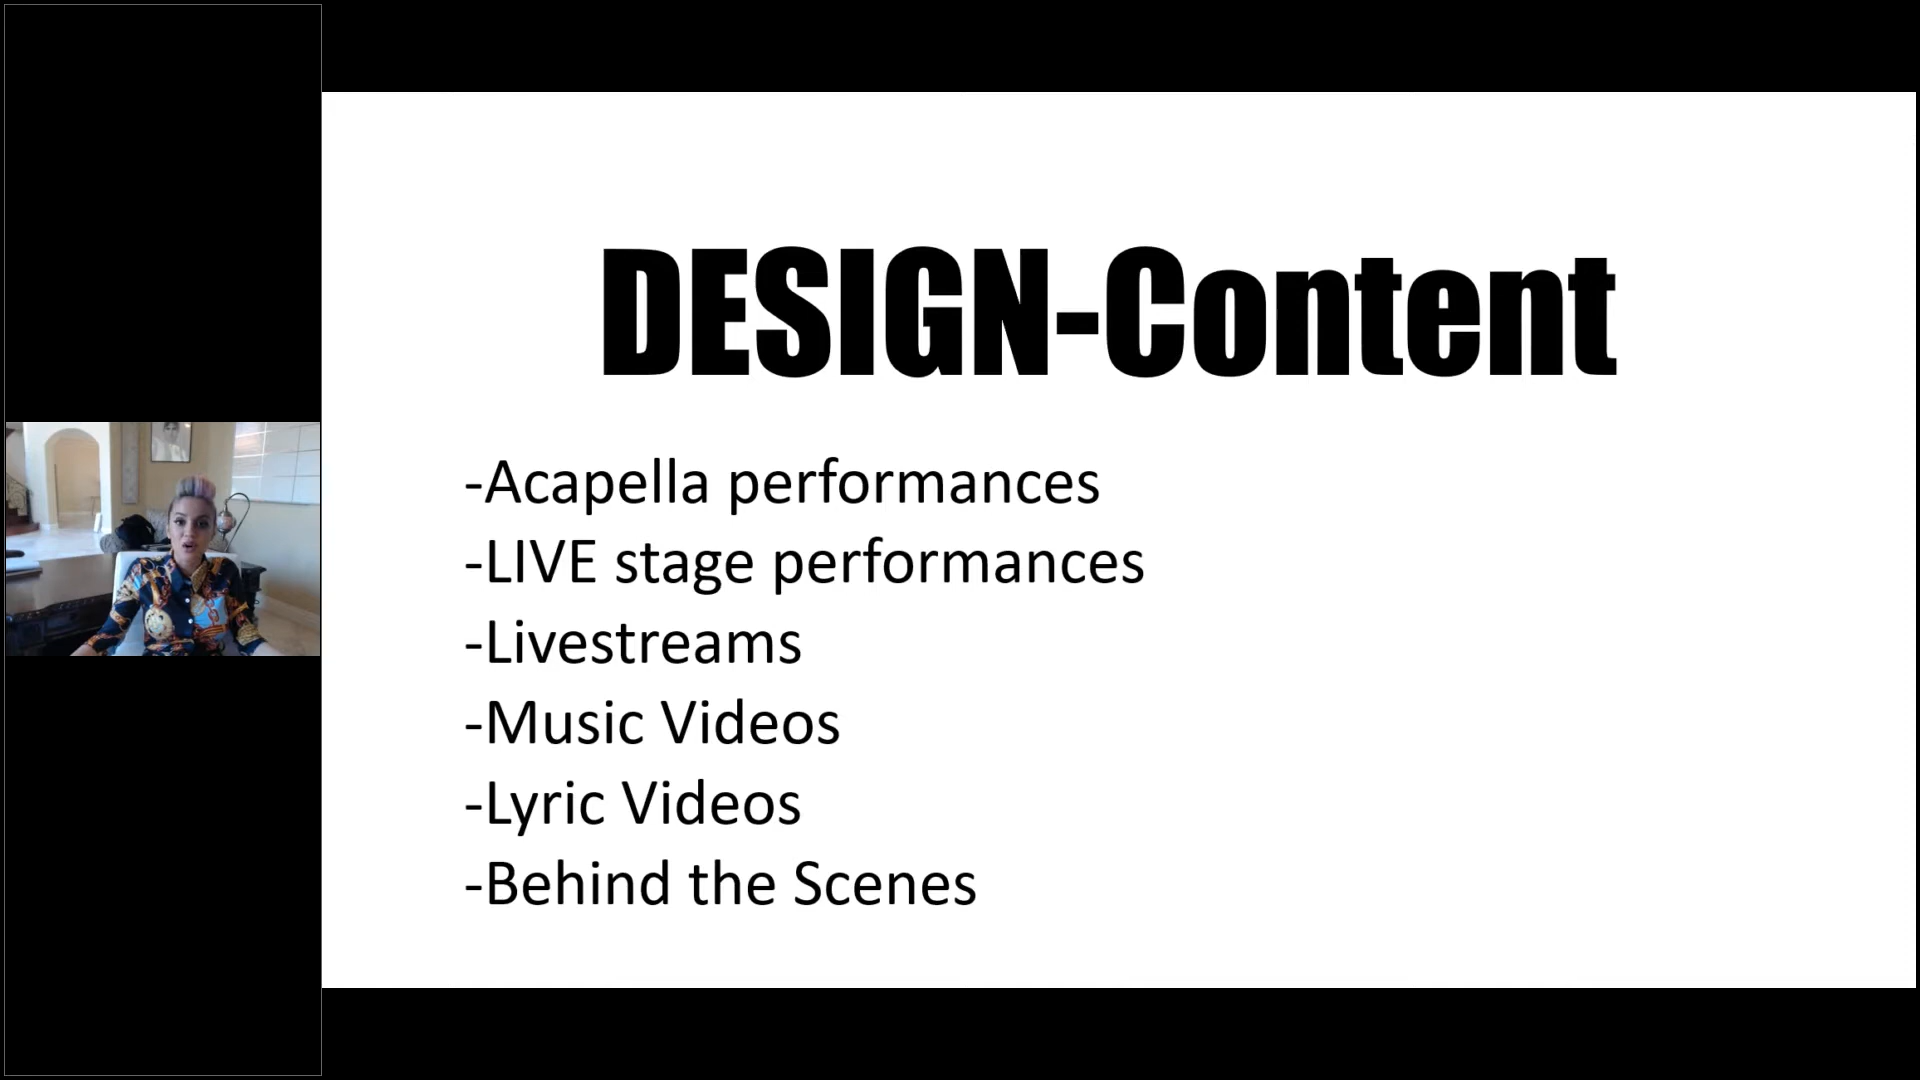 DESIGN-Content
-Acapella performances
-LIVE stage performances
-Livestreams
-Music Videos
-Lyric Videos
-Behind the Scenes